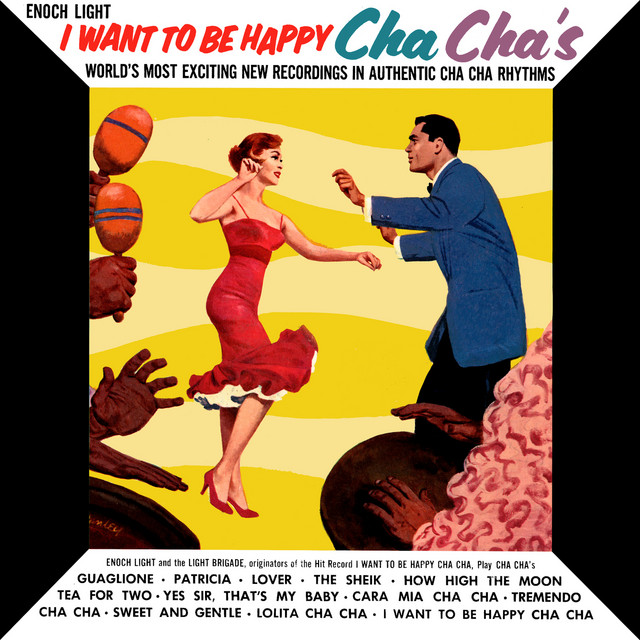 ENOCH LIGHT
I WANT TO BE HAPPY Cha Cha's
WORLD'S MOST EXCITING NEW RECORDINGS IN AUTHENTIC CHA CHA RHYTHMS
ENOCH LIGHT and the LIGHT BRIGADE, originators of the Hit Record I WANT TO BE HAPPY CHA CHA, Play CHA CHA's
GUAGLIONE • PATRICIA • LOVER • THE SHEIK • HOW HIGH THE MOON
TEA FOR TWO • YES SIR, THAT'S MY BABY • CARA MIA CHA CHA • TREMENDO
CHA CHA • SWEET AND GENTLE • LOLITA CHA CHA • I WANT TO BE HAPPY CHA CHA